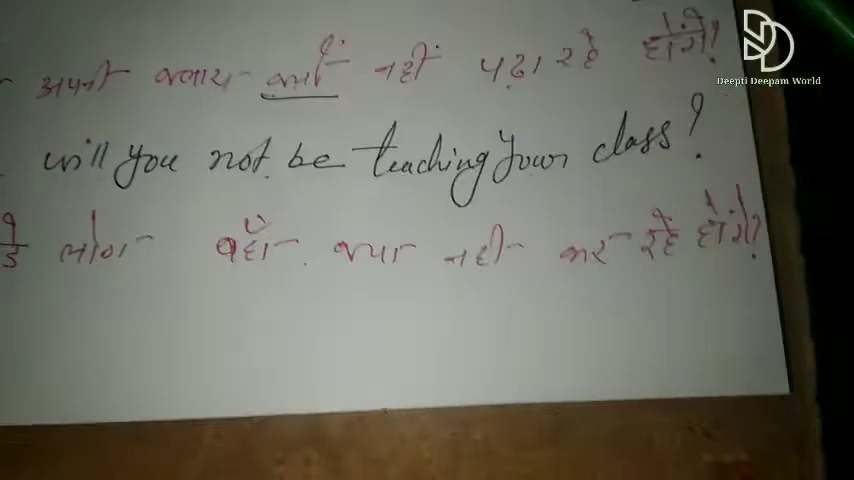 अपनी क्लास क्यों नहीं पढ़ा रहे होंगे?
will you not be teaching your class?
लोग वहाँ क्या नहीं कर रहे होंगे?
Deepti Deepam World